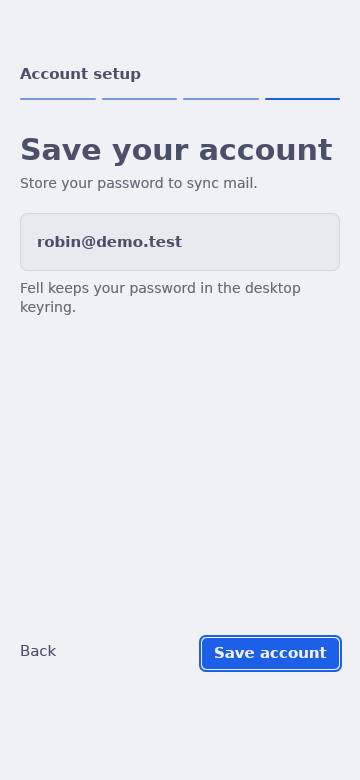 Account setup
Save your account
Store your password to sync mail.
robin@demo.test
Fell keeps your password in the desktop
keyring.
Back
Save account